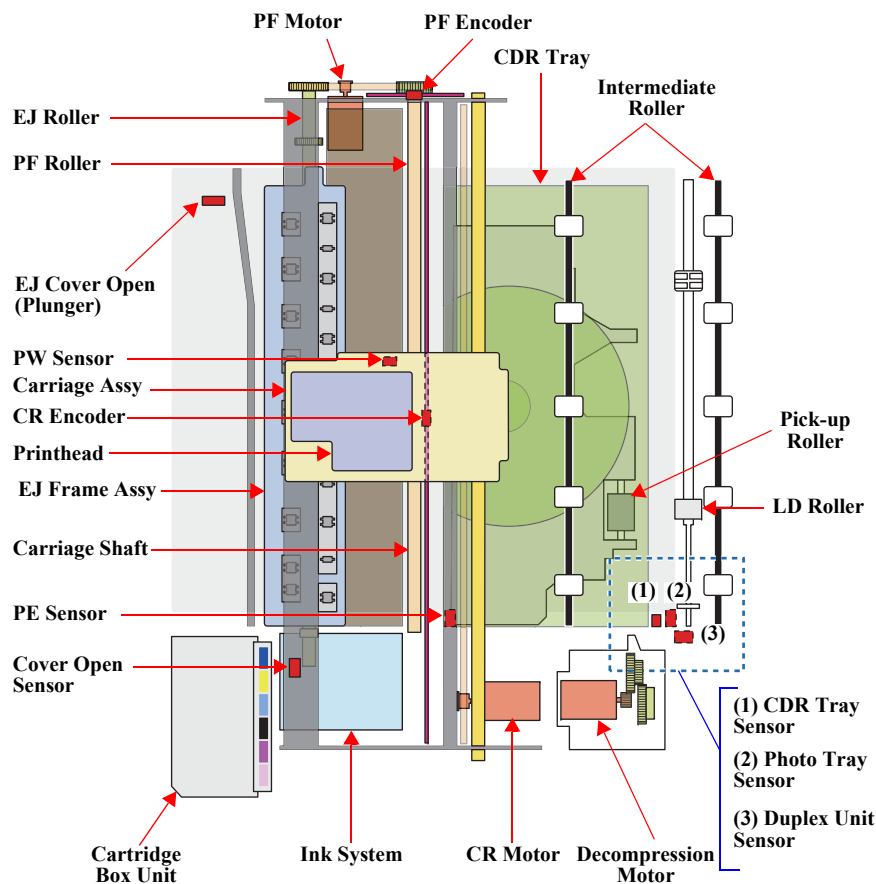 PF Motor
PF Encoder
CDR Tray
Intermediate
Roller
EJ Roller
PF Roller
EJ Cover Open
(Plunger)
PW Sensor
Carriage Assy
CR Encoder
Printhead
EJ Frame Assy
Carriage Shaft
PE Sensor
Cover Open
Sensor
Pick-up
Roller
LD Roller
(1)
(2)
(3)
(1) CDR Tray
Sensor
(2) Photo Tray
Sensor
(3) Duplex Unit
Sensor
Cartridge
Box Unit
Ink System
CR Motor
Decompression
Motor